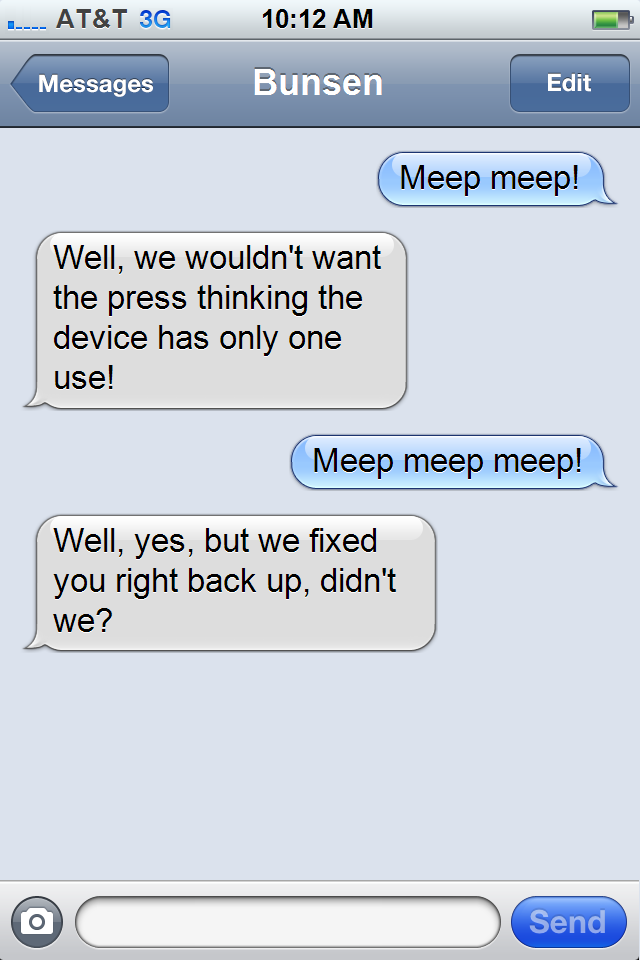 AT&T 3G 10:12 AM
Messages Bunsen Edit
Meep meep!
Well, we wouldn't want
the press thinking the
device has only one
use!
Meep meep meep!
Well, yes, but we fixed
you right back up, didn't
we?
Send